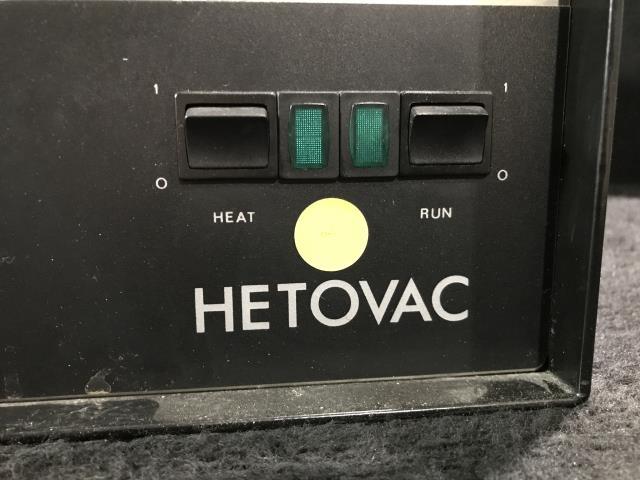 1 1
O O
HEAT RUN
HETOVAC